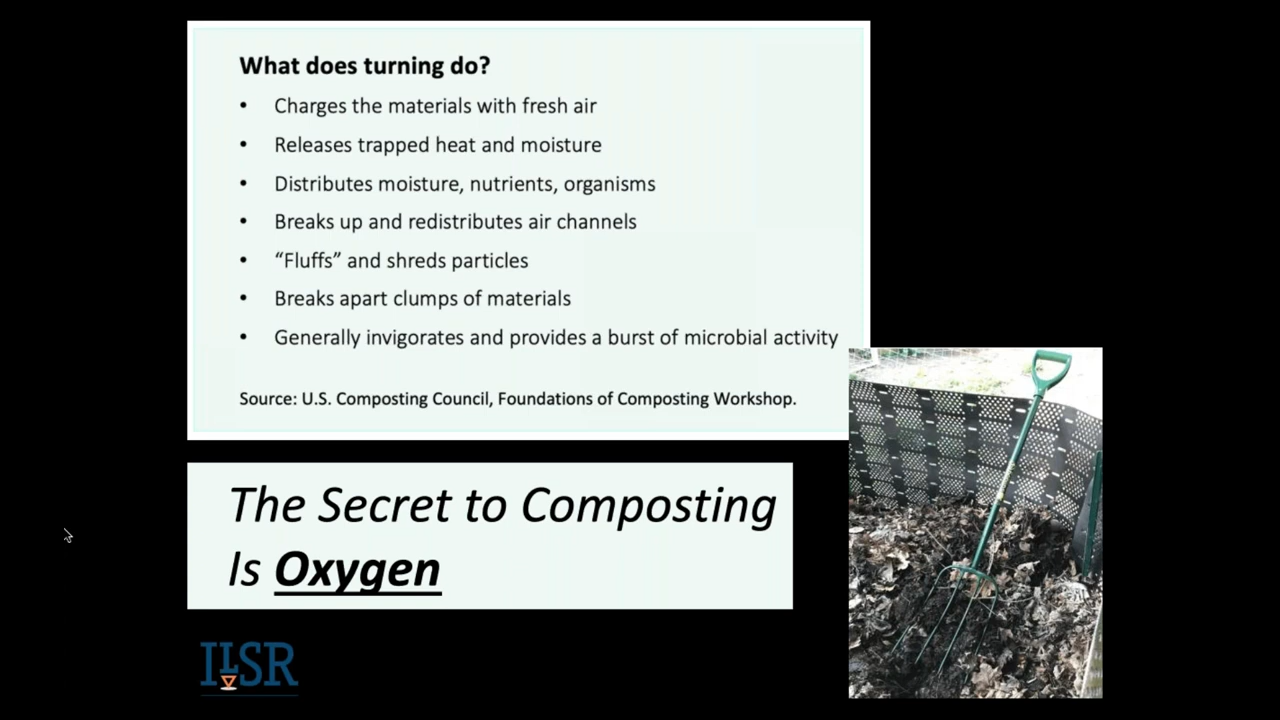 What does turning do?
• Charges the materials with fresh air
• Releases trapped heat and moisture
• Distributes moisture, nutrients, organisms
• Breaks up and redistributes air channels
• “Fluffs” and shreds particles
• Breaks apart clumps of materials
• Generally invigorates and provides a burst of microbial activity
Source: U.S. Composting Council, Foundations of Composting Workshop.
The Secret to Composting
Is Oxygen
ILSR